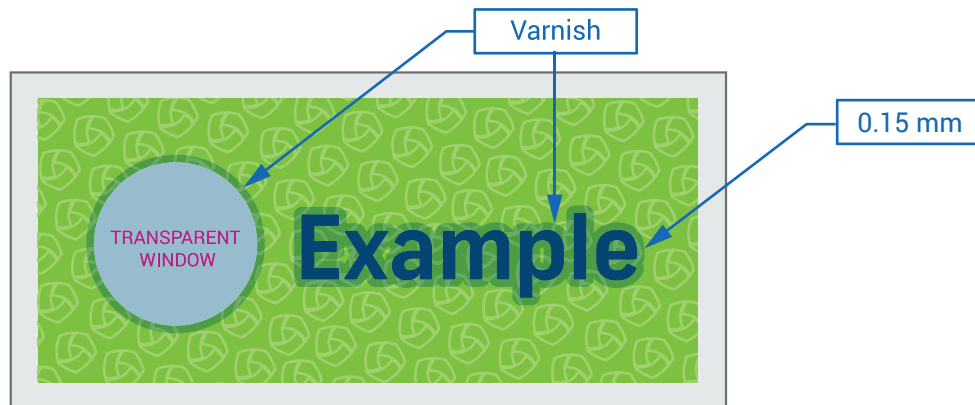 Varnish
0.15 mm
TRANSPARENT
WINDOW
Example